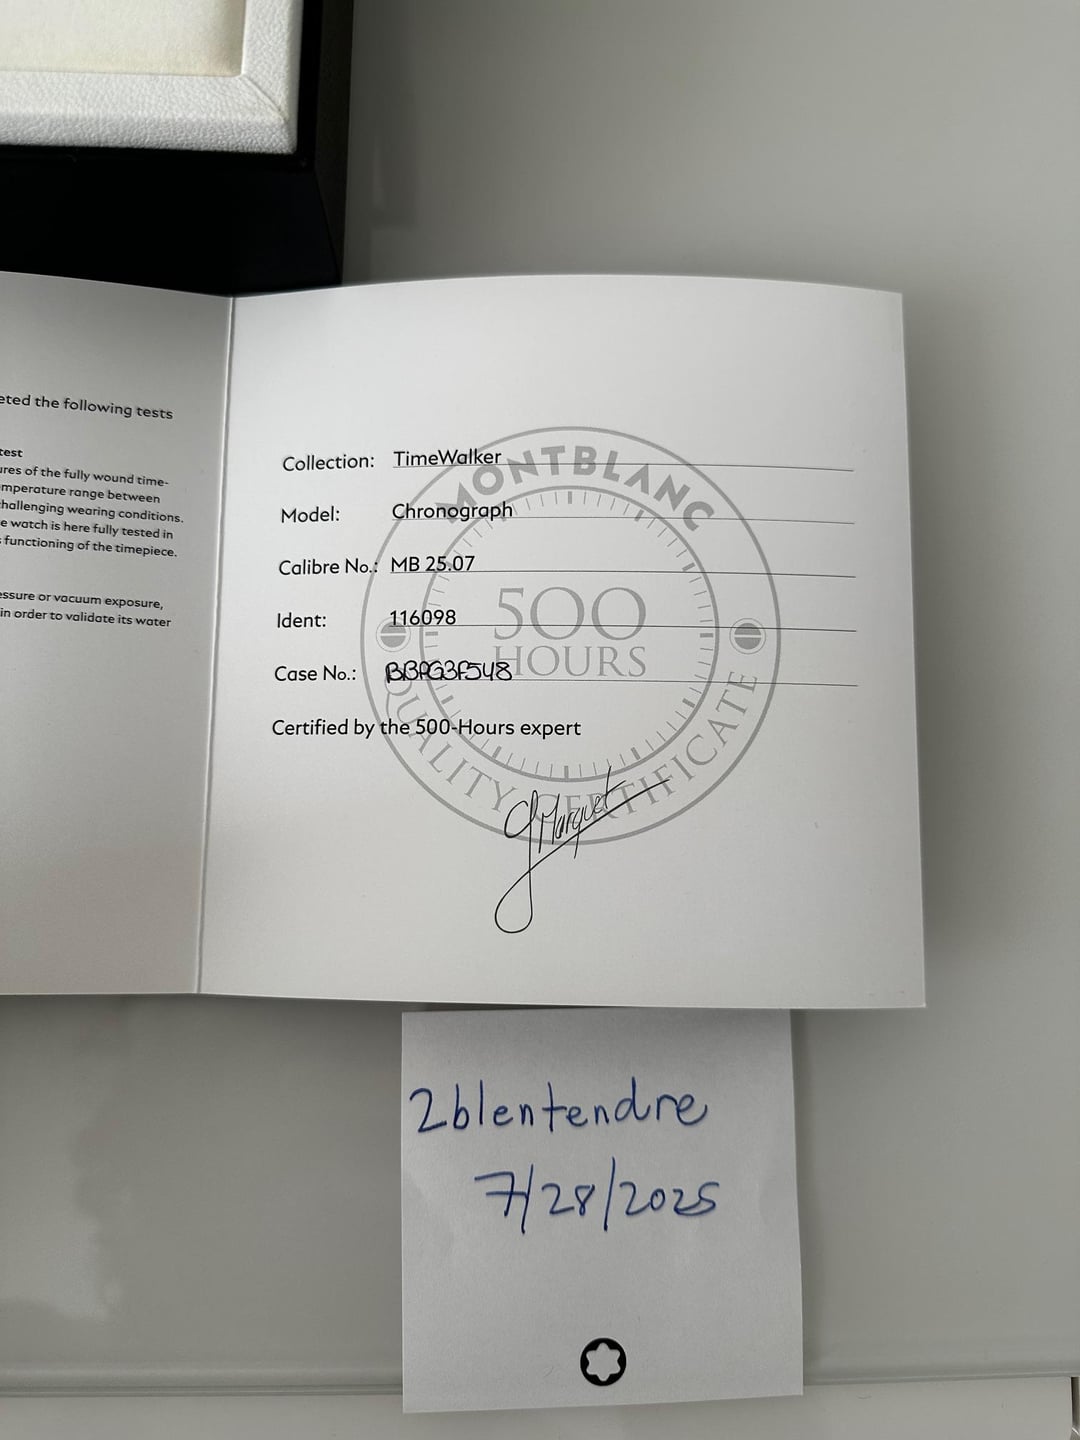 eted the following tests
test
ures of the fully wound time-
mperature range between
challenging wearing conditions.
e watch is here fully tested in
functioning of the timepiece.
essure or vacuum exposure,
in order to validate its water
Collection: TimeWalker
Model: Chronograph
Calibre No.: MB 25.07
Ident: 116098
Case No.:
Certified by the 500-Hours expert
MONTBLANC
500
HOURS
QUALITY CERTIFICATE
2blentendre
7/28/2025